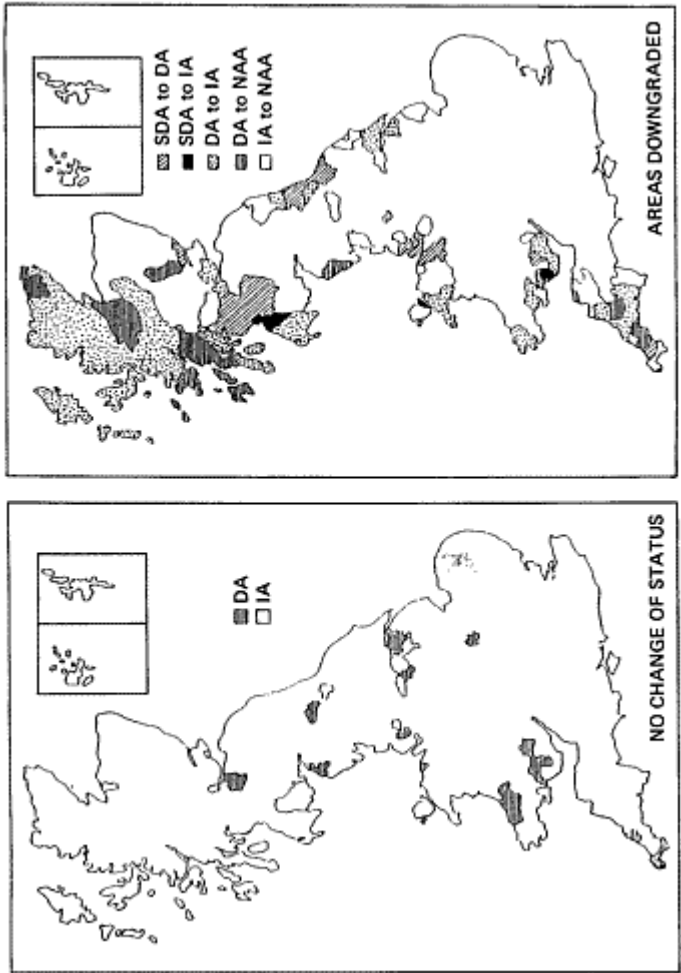 SDA to DA
SDA to IA
DA to IA
DA to NAA
IA to NAA
AREAS DOWNGRADED
DA
IA
NO CHANGE OF STATUS